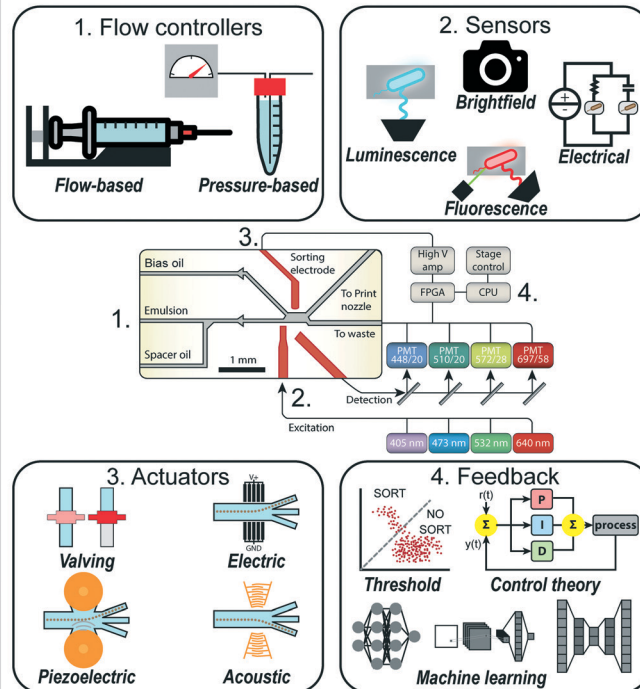 1. Flow controllers
Flow-based
Pressure-based
2. Sensors
Luminescence
Brightfield
Fluorescence
+
-
Electrical
3.
Bias oil
Sorting
electrode
To Print
nozzle
1.
Emulsion
To waste
Spacer oil
1 mm
2.
Detection
Excitation
High V
amp
Stage
control
FPGA
CPU
4.
PMT
448/20
PMT
510/20
PMT
572/28
PMT
697/58
405 nm
473 nm
532 nm
640 nm
3. Actuators
Valving
V+
GND
Electric
Piezoelectric
Acoustic
4. Feedback
SORT
NO
SORT
Threshold
r(t)
Σ
y(t)
P
I
D
Σ
process
Control theory
Machine learning